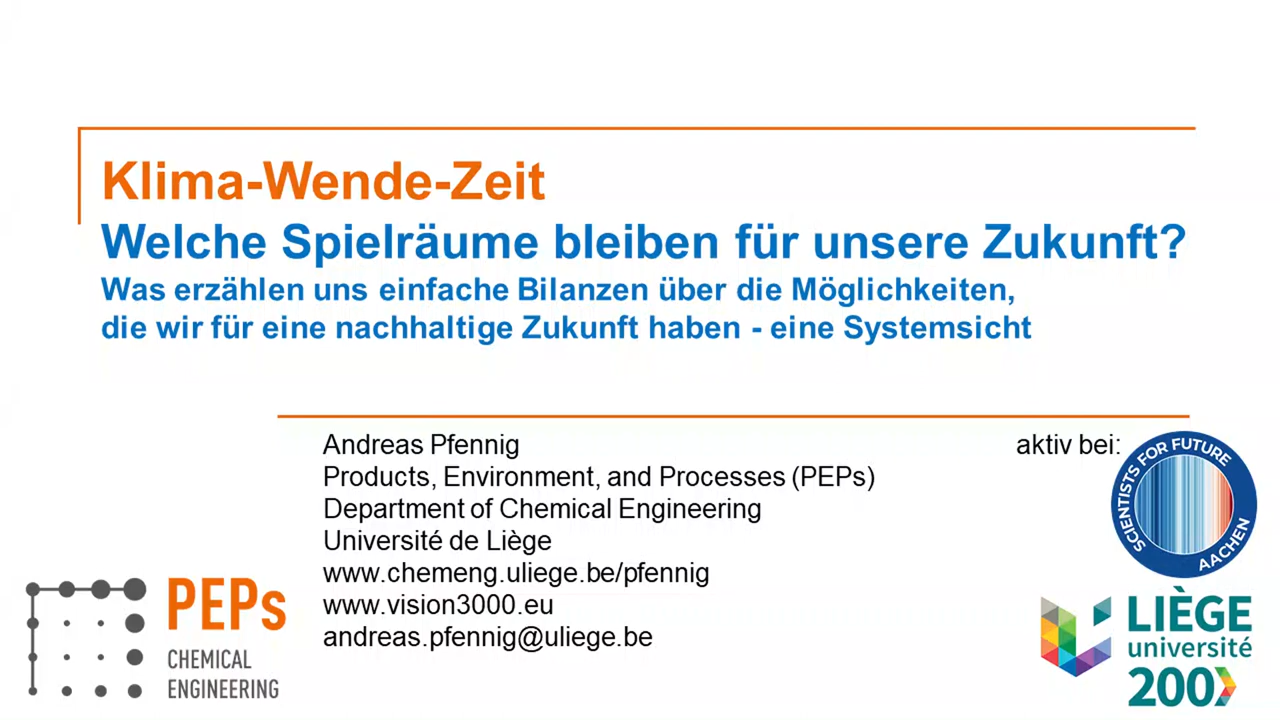 Klima-Wende-Zeit
Welche Spielräume bleiben für unsere Zukunft?
Was erzählen uns einfache Bilanzen über die Möglichkeiten,
die wir für eine nachhaltige Zukunft haben - eine Systemsicht
Andreas Pfennig
Products, Environment, and Processes (PEPs)
Department of Chemical Engineering
Université de Liège
www.chemeng.uliege.be/pfennig
www.vision3000.eu
andreas.pfennig@uliege.be
aktiv bei:
SCIENTISTS FOR FUTURE
AACHEN
PEPs
CHEMICAL
ENGINEERING
LIÈGE
université
200